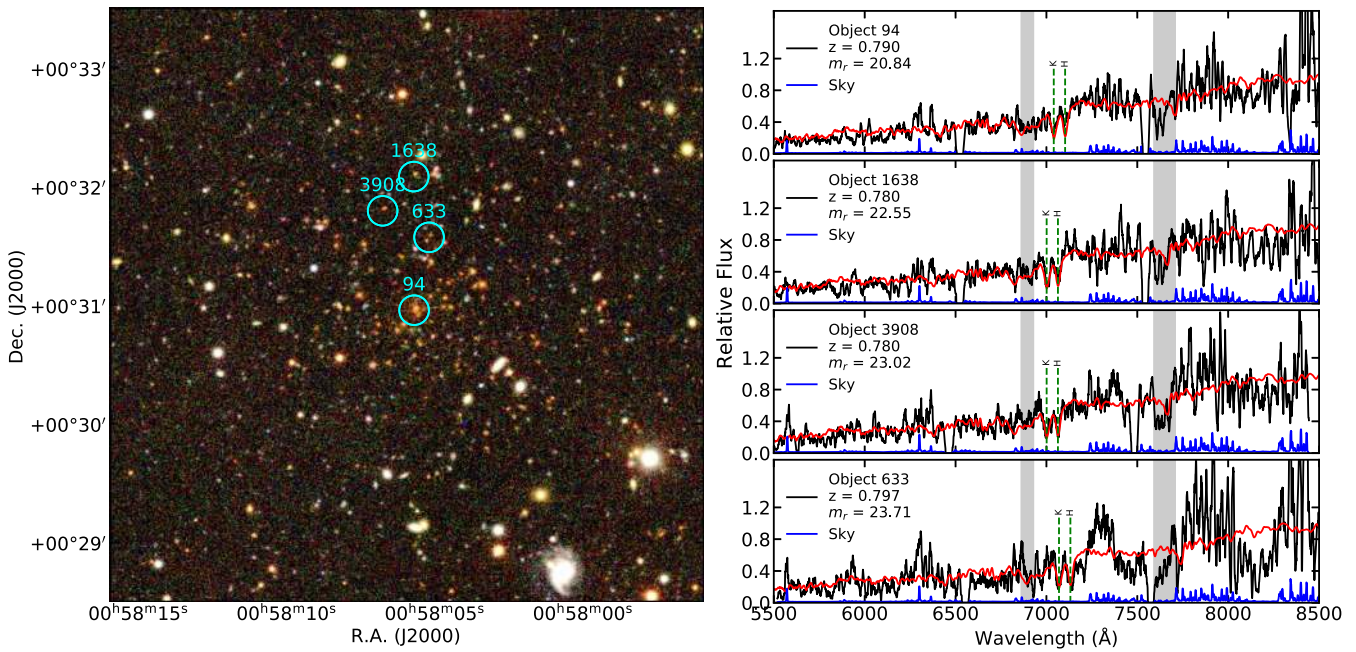 +00°33′
+00°32′
+00°31′
+00°30′
+00°29′
Dec. (J2000)
1638
3908
633
94
00ʰ58ᵐ15ˢ
00ʰ58ᵐ10ˢ
00ʰ58ᵐ05ˢ
00ʰ58ᵐ00ˢ
R.A. (J2000)
Relative Flux
Object 94
z = 0.790
mᵣ = 20.84
Sky
K
H
1.2
0.8
0.4
0.0
Object 1638
z = 0.780
mᵣ = 22.55
Sky
K
H
1.2
0.8
0.4
0.0
Object 3908
z = 0.780
mᵣ = 23.02
Sky
K
H
1.2
0.8
0.4
0.0
Object 633
z = 0.797
mᵣ = 23.71
Sky
K
H
1.2
0.8
0.4
0.0
5500
6000
6500
7000
7500
8000
8500
Wavelength (Å)